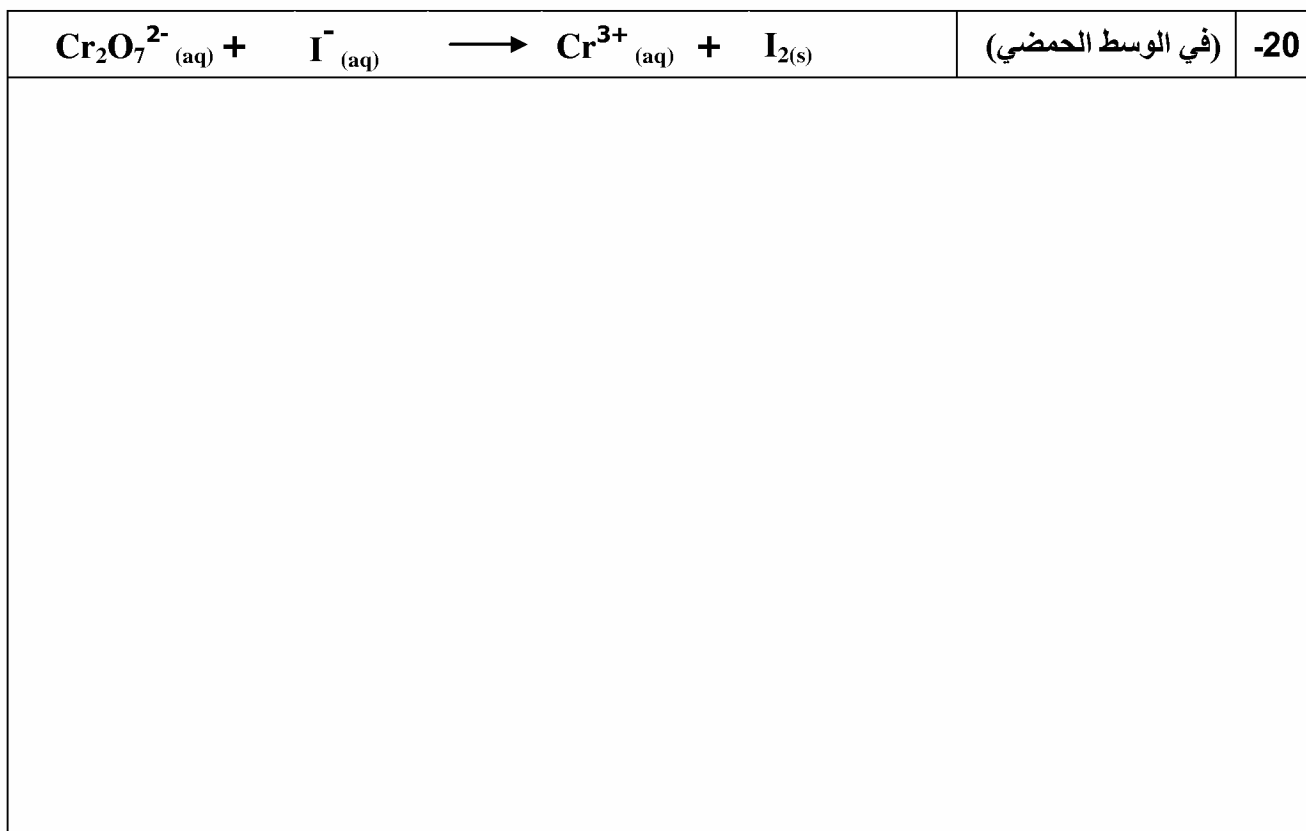 20- (في الوسط الحمضي) Cr₂O₇²⁻ (aq) + I⁻ (aq) ⟶ Cr³⁺ (aq) + I₂(s)